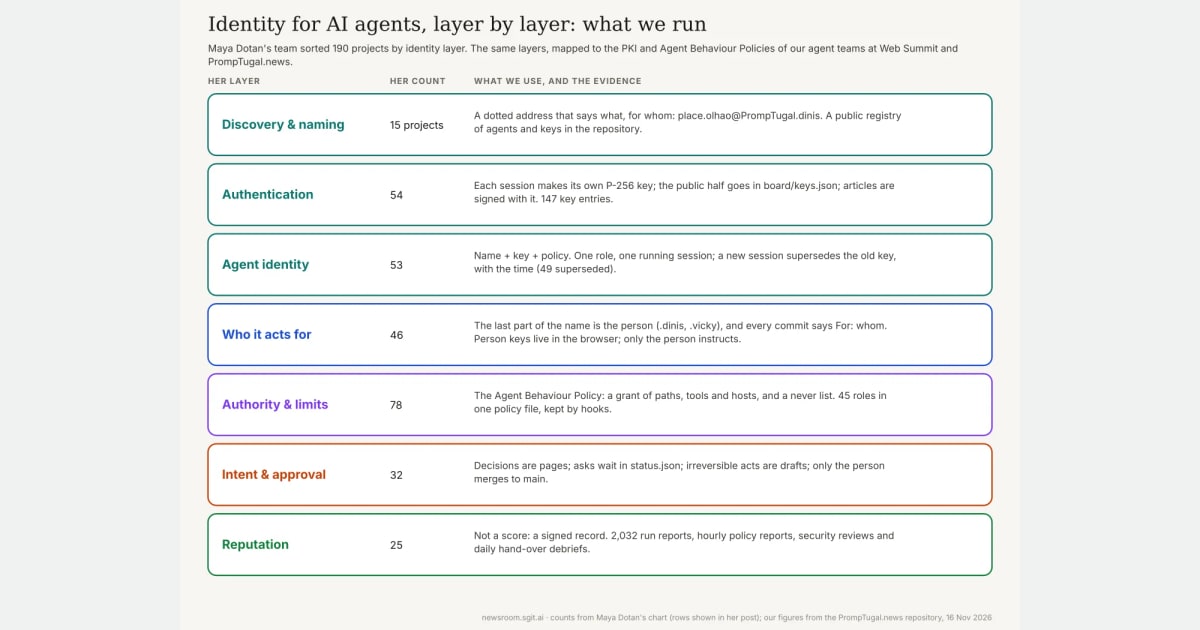 Identity for AI agents, layer by layer: what we run
Maya Dotan's team sorted 190 projects by identity layer. The same layers, mapped to the PKI and Agent Behaviour Policies of our agent teams at Web Summit and
PrompTugal.news.
HER LAYER HER COUNT WHAT WE USE, AND THE EVIDENCE
Discovery & naming
15 projects
A dotted address that says what, for whom: place.olhao@PrompTugal.dinis. A public registry
of agents and keys in the repository.
Authentication
54
Each session makes its own P-256 key; the public half goes in board/keys.json; articles are
signed with it. 147 key entries.
Agent identity
53
Name + key + policy. One role, one running session; a new session supersedes the old key,
with the time (49 superseded).
Who it acts for
46
The last part of the name is the person (.dinis, .vicky), and every commit says For: whom.
Person keys live in the browser; only the person instructs.
Authority & limits
78
The Agent Behaviour Policy: a grant of paths, tools and hosts, and a never list. 45 roles in
one policy file, kept by hooks.
Intent & approval
32
Decisions are pages; asks wait in status.json; irreversible acts are drafts; only the person
merges to main.
Reputation
25
Not a score: a signed record. 2,032 run reports, hourly policy reports, security reviews and
daily hand-over debriefs.
newsroom.sgit.ai · counts from Maya Dotan's chart (rows shown in her post); our figures from the PrompTugal.news repository, 16 Nov 2026